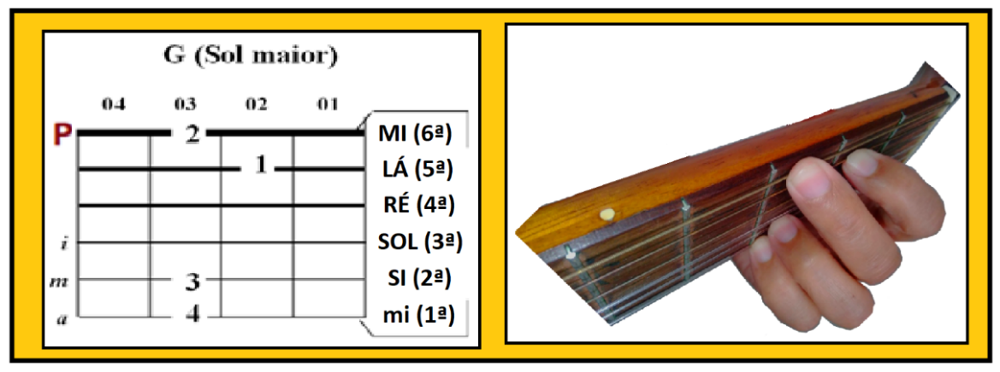 G (Sol maior)
04 03 02 01
P 2 MI (6ª)
1 LÁ (5ª)
RÉ (4ª)
i SOL (3ª)
m 3 SI (2ª)
a 4 mi (1ª)